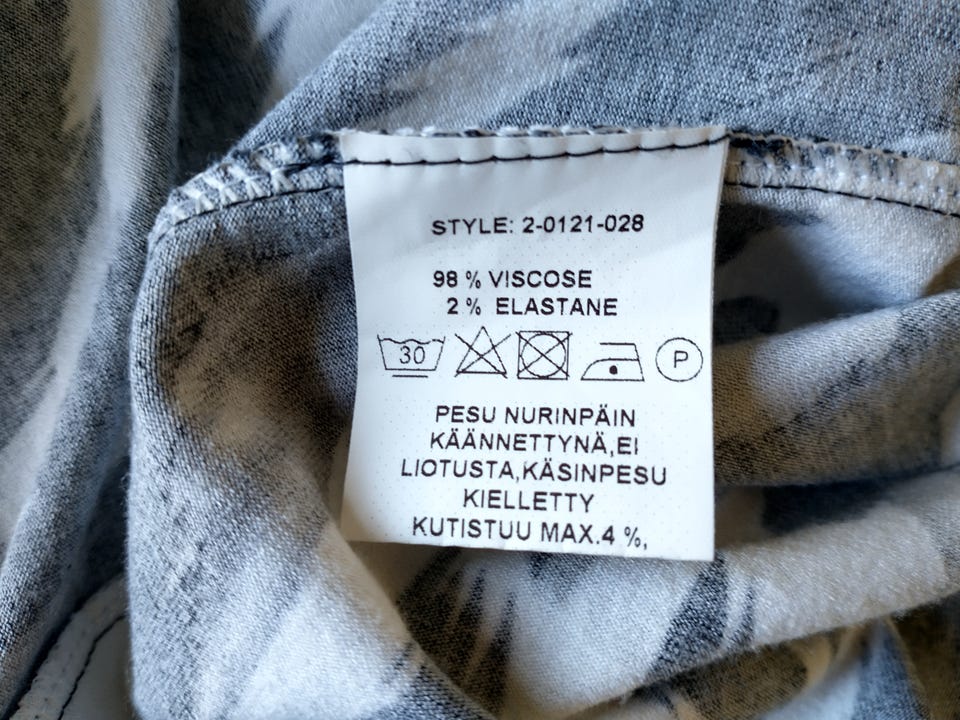 STYLE: 2-0121-028
98 % VISCOSE
2 % ELASTANE
30 P
PESU NURINPÄIN
KÄÄNNETTYNÄ,EI
LIOTUSTA,KÄSINPESU
KIELLETTY
KUTISTUU MAX.4 %,